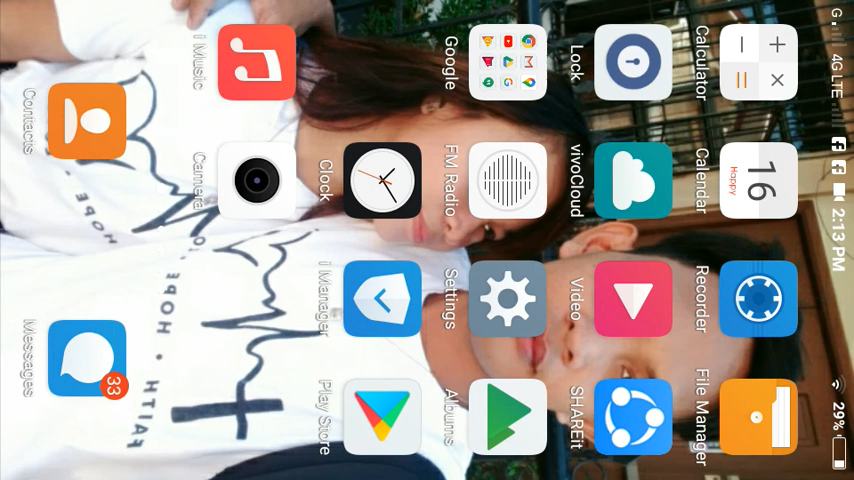 G 4G LTE 2:13 PM 29%
Calculator
16
Happy
Calendar
Recorder
File Manager
Lock
vivoCloud
Video
SHAREit
Google
FM Radio
Settings
Albums
Clock
i Manager
Play Store
i Music
Camera
Contacts
33
Messages
HOPE
FAITH • HOPE